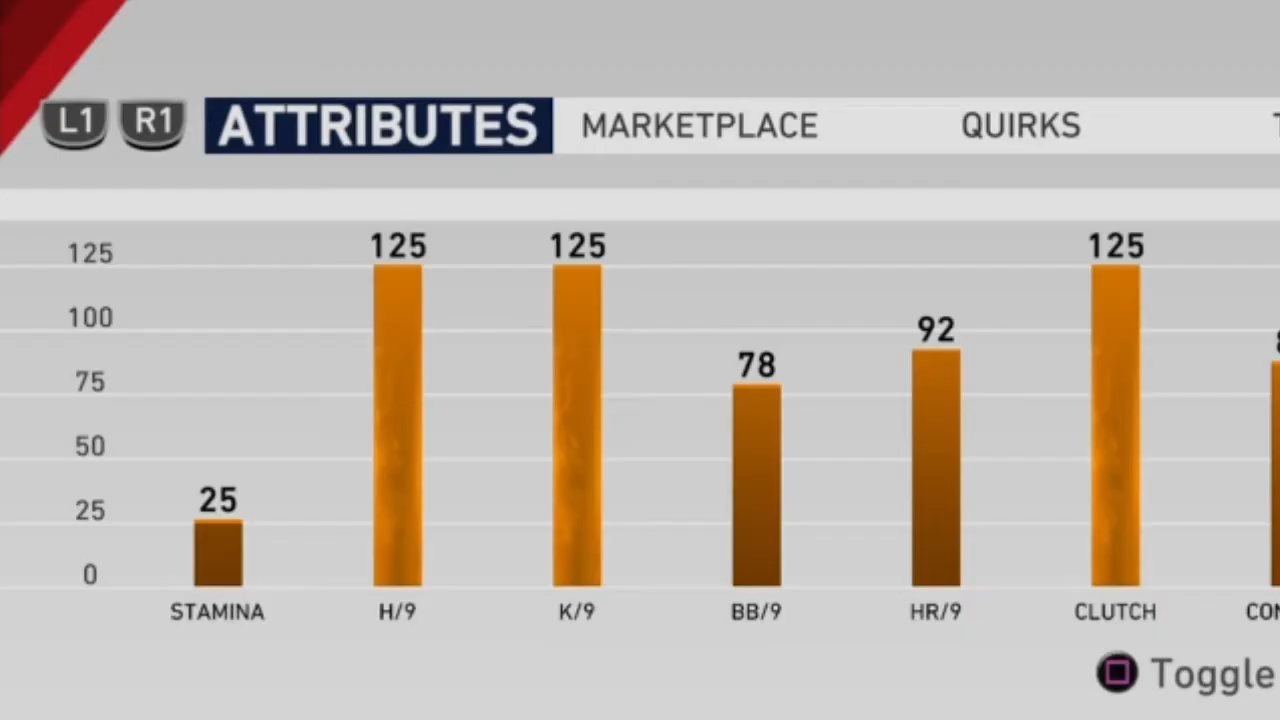 L1 R1 ATTRIBUTES MARKETPLACE QUIRKS
125 125 125 125
100 92
75 78
50
25 25
0
STAMINA H/9 K/9 BB/9 HR/9 CLUTCH
Toggle